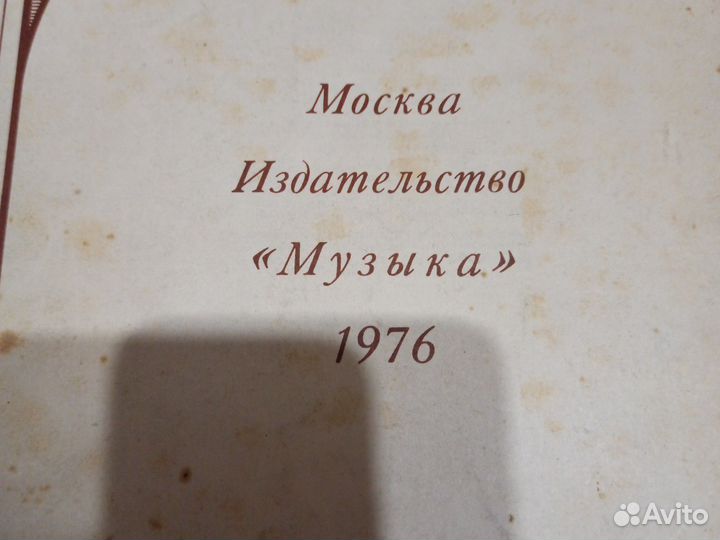 Москва
Издательство
«Музыка»
1976
Avito